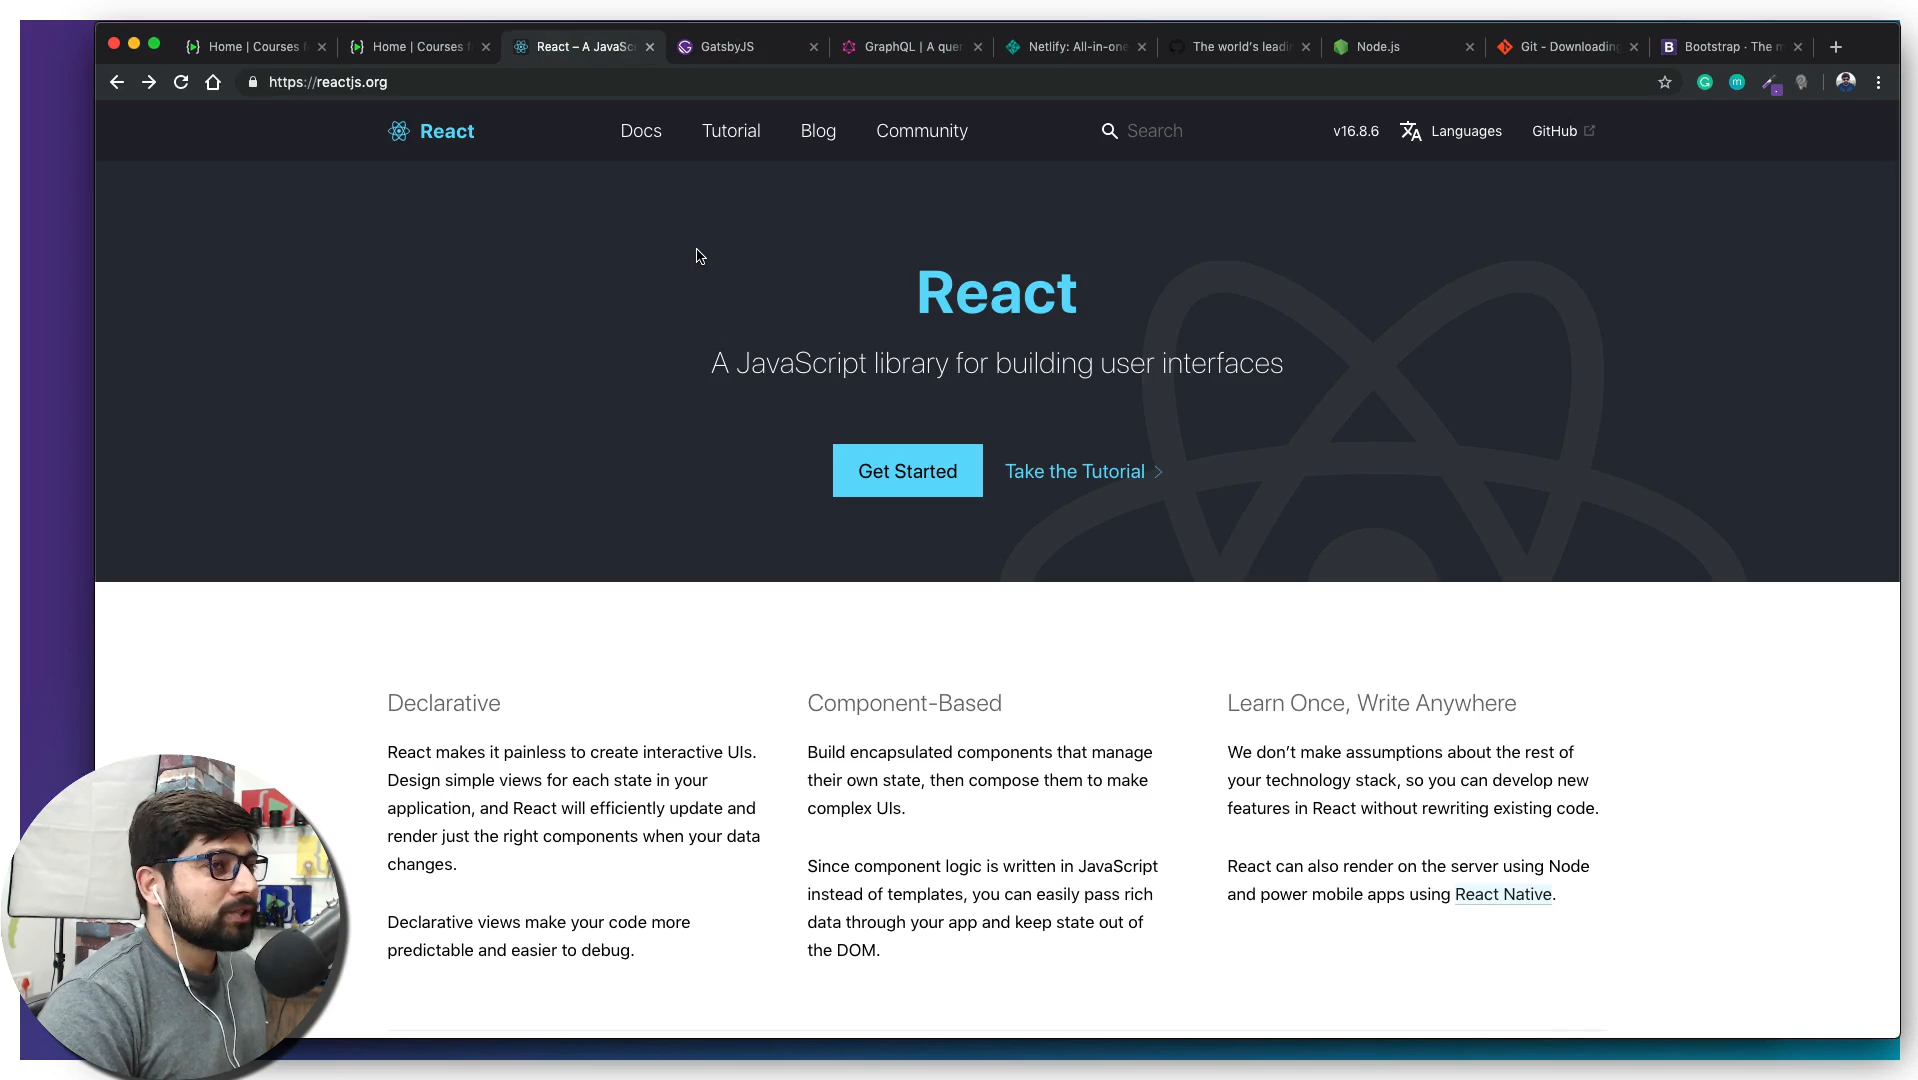 Home | Courses
Home | Courses
React – A JavaSc
GatsbyJS
GraphQL | A quer
Netlify: All-in-one
The world's leadi
Node.js
Git - Downloading
Bootstrap · The m
https://reactjs.org
React
Docs
Tutorial
Blog
Community
Search
v16.8.6
Languages
GitHub
React
A JavaScript library for building user interfaces
Get Started
Take the Tutorial
Declarative
React makes it painless to create interactive UIs.
Design simple views for each state in your
application, and React will efficiently update and
render just the right components when your data
changes.
Declarative views make your code more
predictable and easier to debug.
Component-Based
Build encapsulated components that manage
their own state, then compose them to make
complex UIs.
Since component logic is written in JavaScript
instead of templates, you can easily pass rich
data through your app and keep state out of
the DOM.
Learn Once, Write Anywhere
We don’t make assumptions about the rest of
your technology stack, so you can develop new
features in React without rewriting existing code.
React can also render on the server using Node
and power mobile apps using React Native.